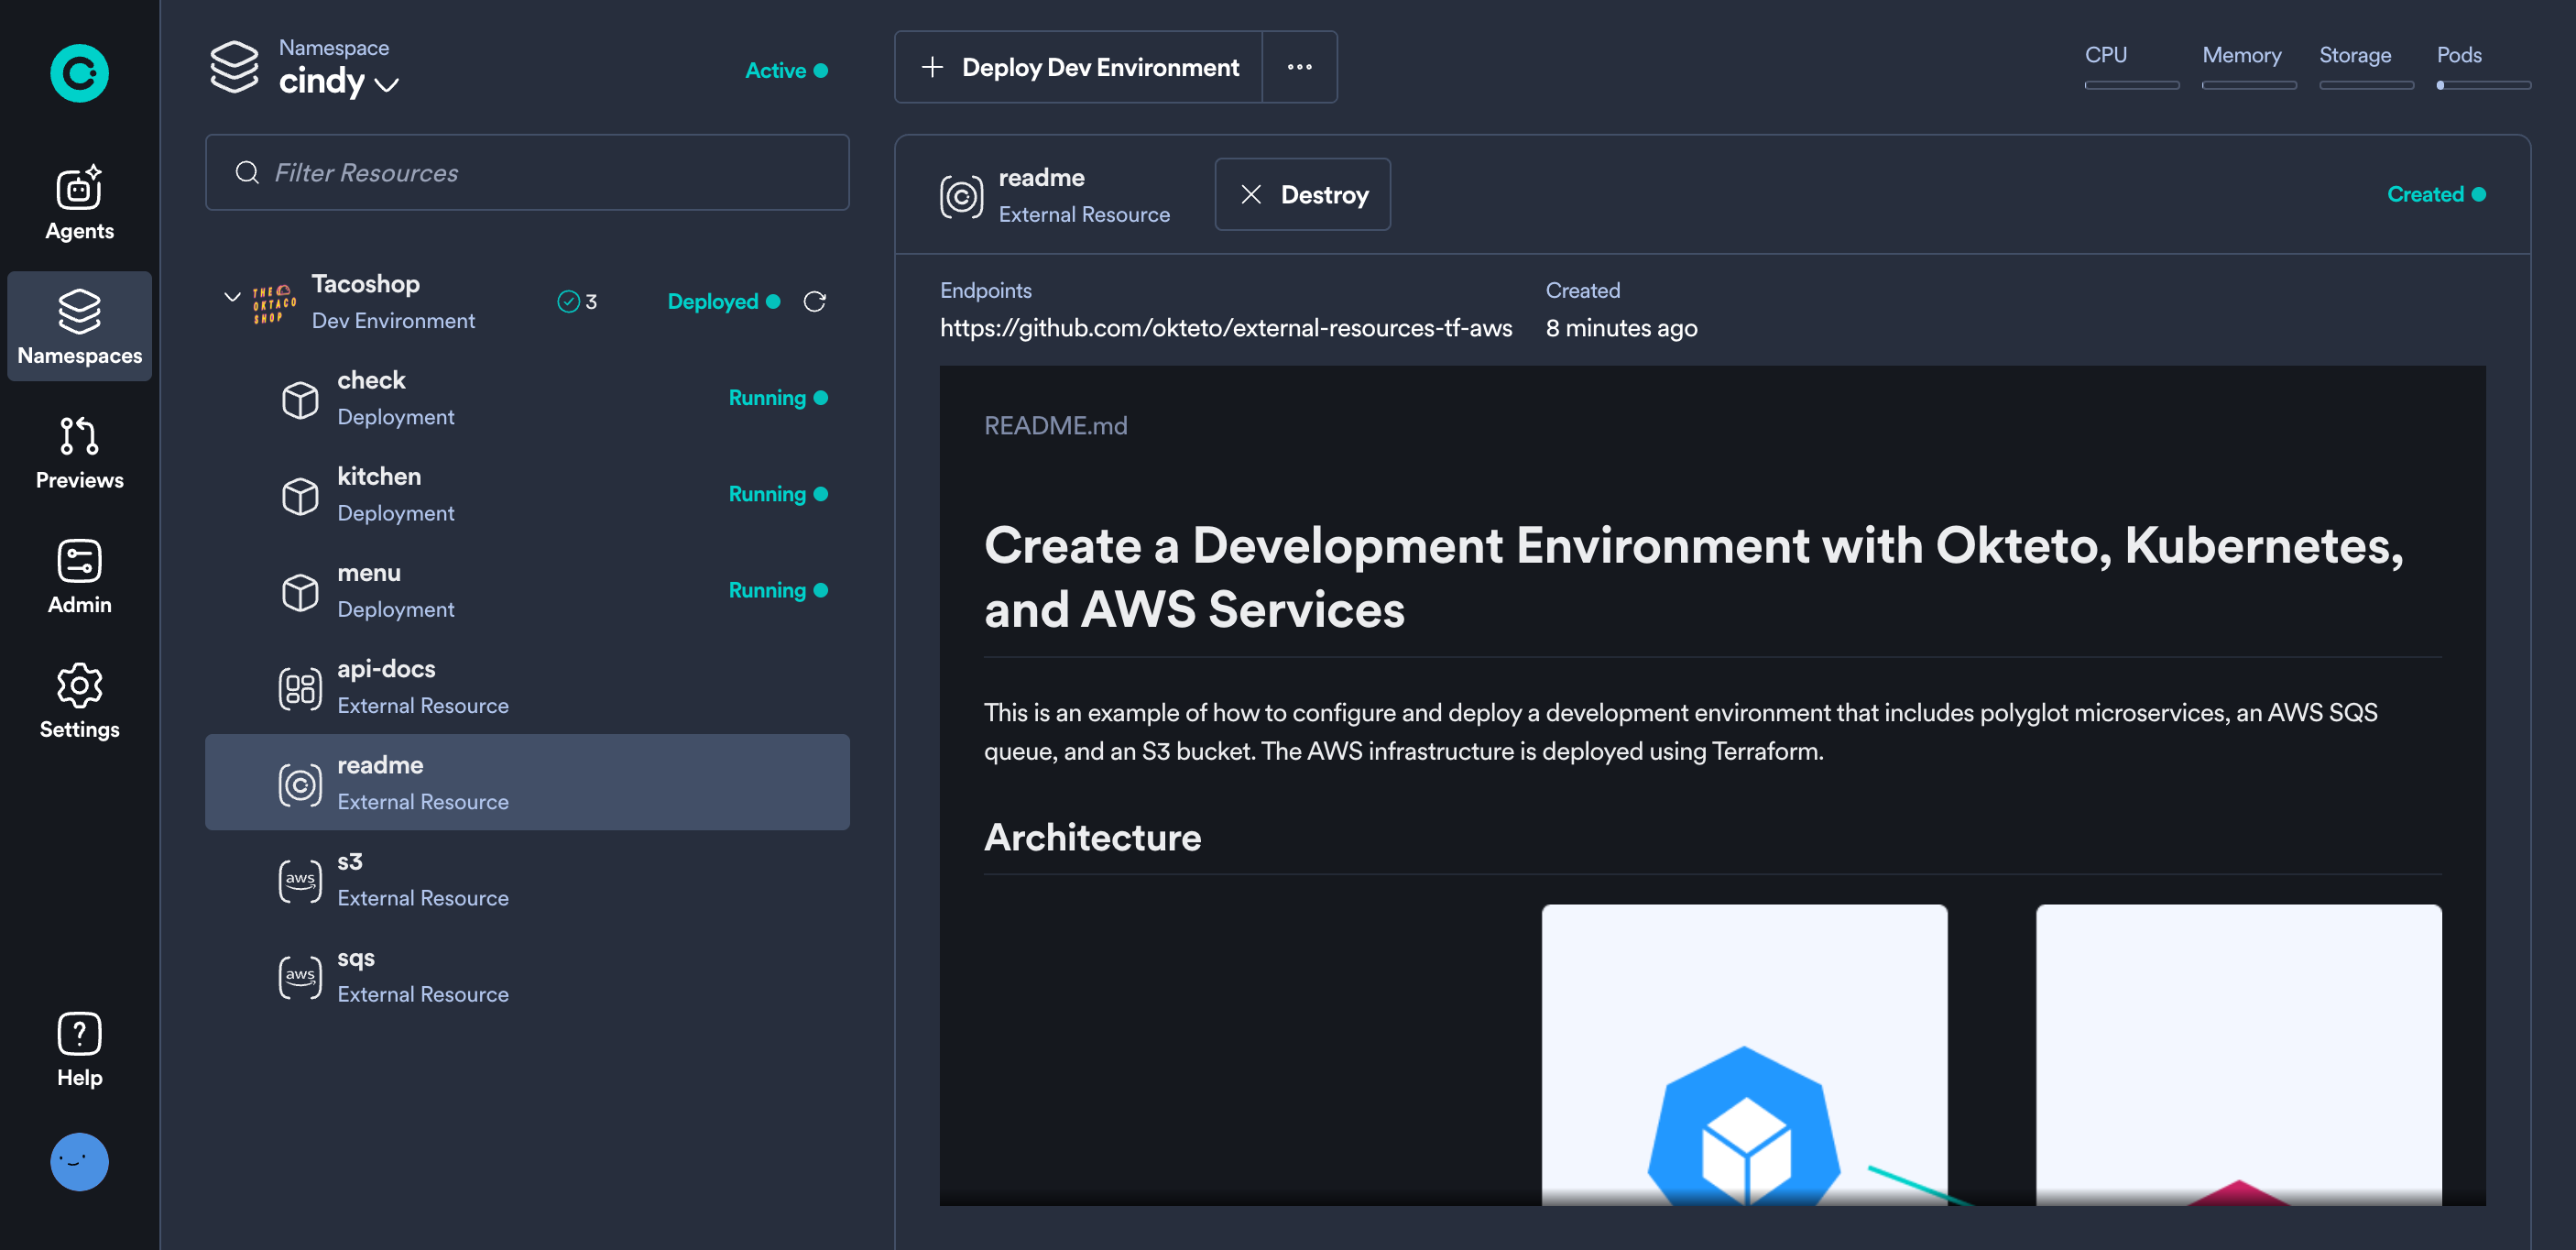 Namespace
cindy
Active
Deploy Dev Environment
CPU
Memory
Storage
Pods
Agents
Namespaces
Previews
Admin
Settings
Help
Filter Resources
THE
OKTACO
SHOP
Tacoshop
Dev Environment
3
Deployed
check
Deployment
Running
kitchen
Deployment
Running
menu
Deployment
Running
api-docs
External Resource
readme
External Resource
aws
s3
External Resource
aws
sqs
External Resource
readme
External Resource
Destroy
Created
Endpoints
https://github.com/okteto/external-resources-tf-aws
Created
8 minutes ago
README.md
Create a Development Environment with Okteto, Kubernetes,
and AWS Services
This is an example of how to configure and deploy a development environment that includes polyglot microservices, an AWS SQS
queue, and an S3 bucket. The AWS infrastructure is deployed using Terraform.
Architecture